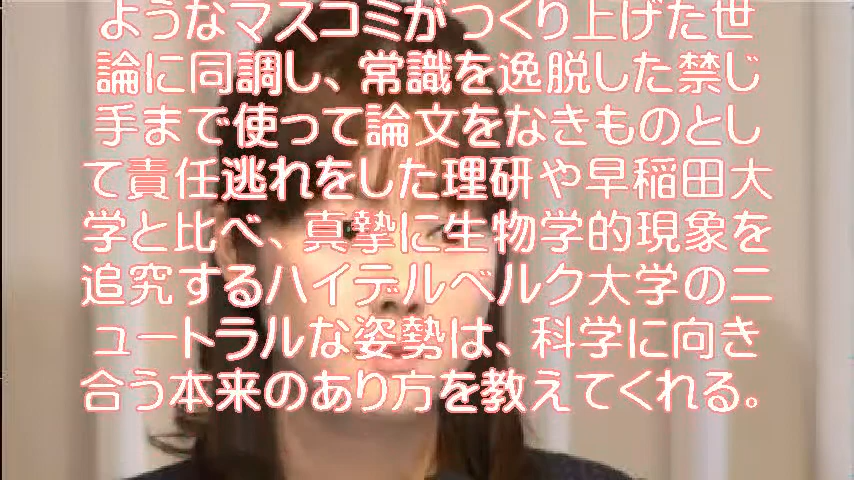 ようなマスコミがつくり上げた世
論に同調し、常識を逸脱した禁じ
手まで使って論文をなきものとし
て責任逃れをした理研や早稲田大
学と比べ、真摯に生物学的現象を
追究するハイデルベルク大学のニ
ュートラルな姿勢は、科学に向き
合う本来のあり方を教えてくれる。